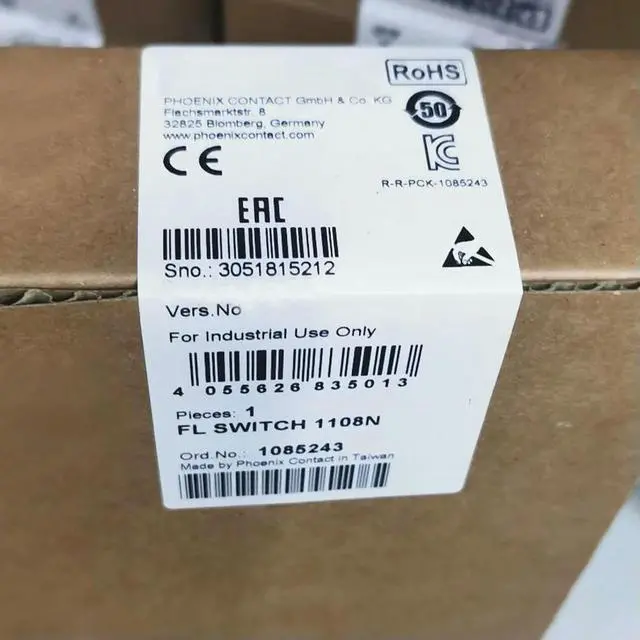 RoHS
PHOENIX CONTACT GmbH & Co. KG
Flachsmarktstr. 8
32825 Blomberg, Germany
www.phoenixcontact.com
50
CE
KC
R-R-PCK-1085243
EAC
Sno.: 3051815212
Vers.No
For Industrial Use Only
4 055626 835013
Pieces: 1
FL SWITCH 1108N
Ord.No.: 1085243
Made by Phoenix Contact in Taiwan